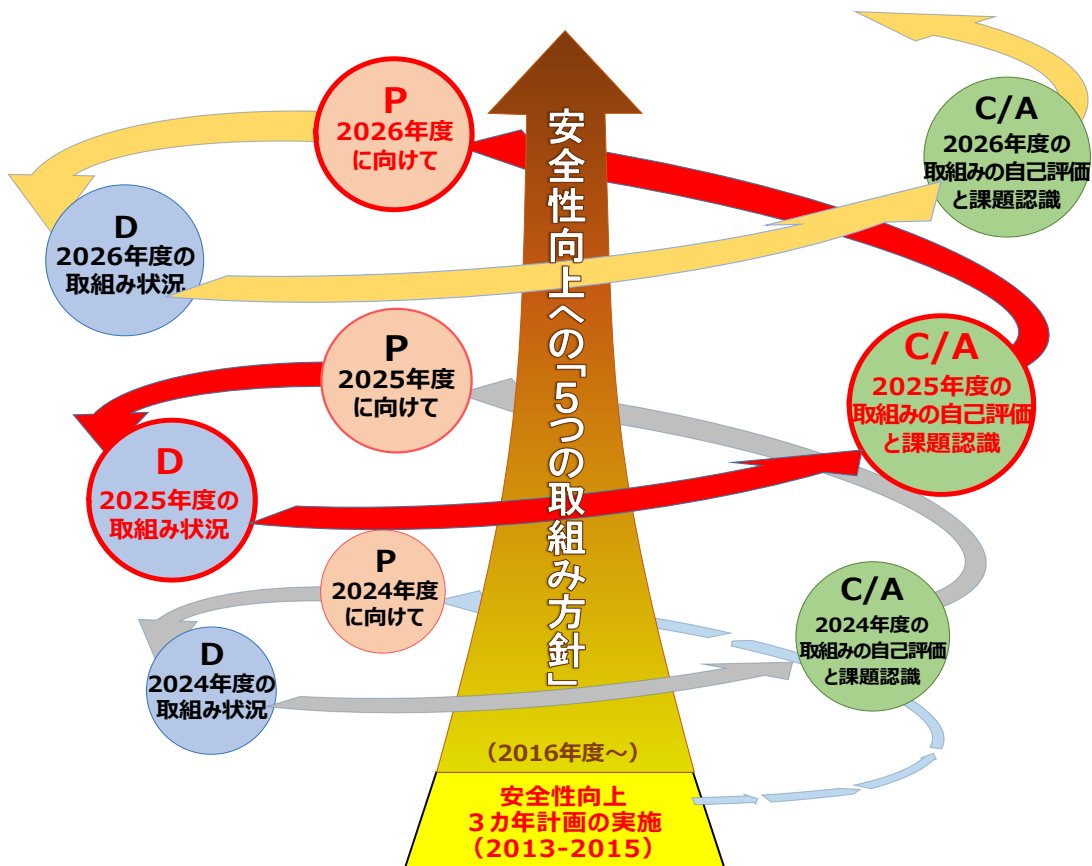 P
2026年度
に向けて
C/A
2026年度の
取組みの自己評価
と課題認識
D
2026年度の
取組み状況
安全性向上への「5つの取組み方針」
P
2025年度
に向けて
C/A
2025年度の
取組みの自己評価
と課題認識
D
2025年度の
取組み状況
P
2024年度
に向けて
C/A
2024年度の
取組みの自己評価
と課題認識
D
2024年度の
取組み状況
（2016年度～）
安全性向上
３カ年計画の実施
（2013-2015）